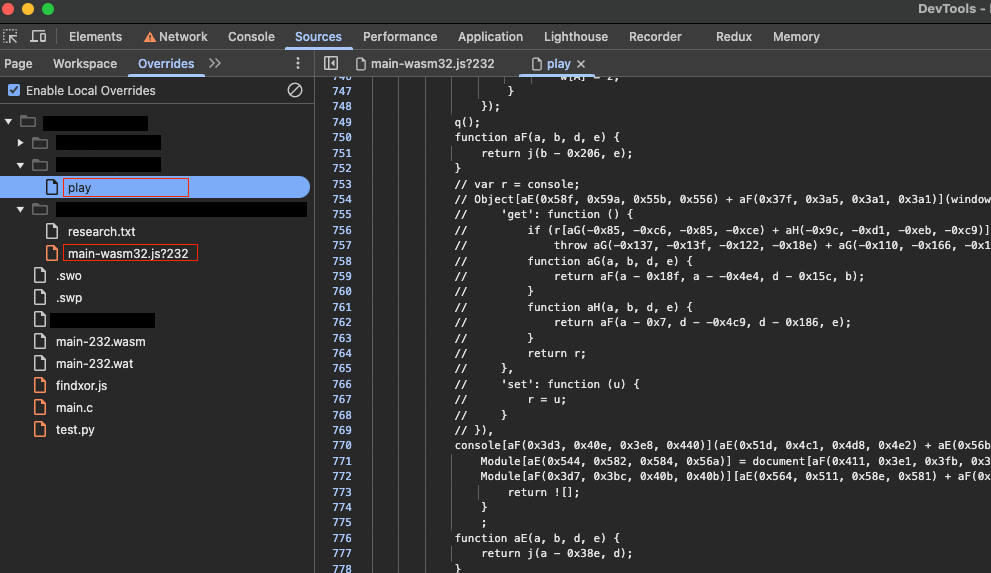 DevTools -
Elements Network Console Sources Performance Application Lighthouse Recorder Redux Memory
Page Workspace Overrides
main-wasm32.js?232 play
Enable Local Overrides
play
research.txt
main-wasm32.js?232
.swo
.swp
main-232.wasm
main-232.wat
findxor.js
main.c
test.py
746 w[A] = 2;
747 }
748 });
749 q();
750 function aF(a, b, d, e) {
751 return j(b - 0x206, e);
752 }
753 // var r = console;
754 // Object[aE(0x58f, 0x59a, 0x55b, 0x556) + aF(0x37f, 0x3a5, 0x3a1, 0x3a1)](window
755 // 'get': function () {
756 // if (r[aG(-0x85, -0xc6, -0x85, -0xce) + aH(-0x9c, -0xd1, -0xeb, -0xc9)]
757 // throw aG(-0x137, -0x13f, -0x122, -0x18e) + aG(-0x110, -0x166, -0x1
758 // function aG(a, b, d, e) {
759 // return aF(a - 0x18f, a - -0x4e4, d - 0x15c, b);
760 // }
761 // function aH(a, b, d, e) {
762 // return aF(a - 0x7, d - -0x4c9, d - 0x186, e);
763 // }
764 // return r;
765 // },
766 // 'set': function (u) {
767 // r = u;
768 // }
769 // }),
770 console[aF(0x3d3, 0x40e, 0x3e8, 0x440)](aE(0x51d, 0x4c1, 0x4d8, 0x4e2) + aE(0x56b
771 Module[aE(0x544, 0x582, 0x584, 0x56a)] = document[aF(0x411, 0x3e1, 0x3fb, 0x3
772 Module[aF(0x3d7, 0x3bc, 0x40b, 0x40b)][aE(0x564, 0x511, 0x58e, 0x581) + aF(0x
773 return ![];
774 }
775 ;
776 function aE(a, b, d, e) {
777 return j(a - 0x38e, d);
778 }